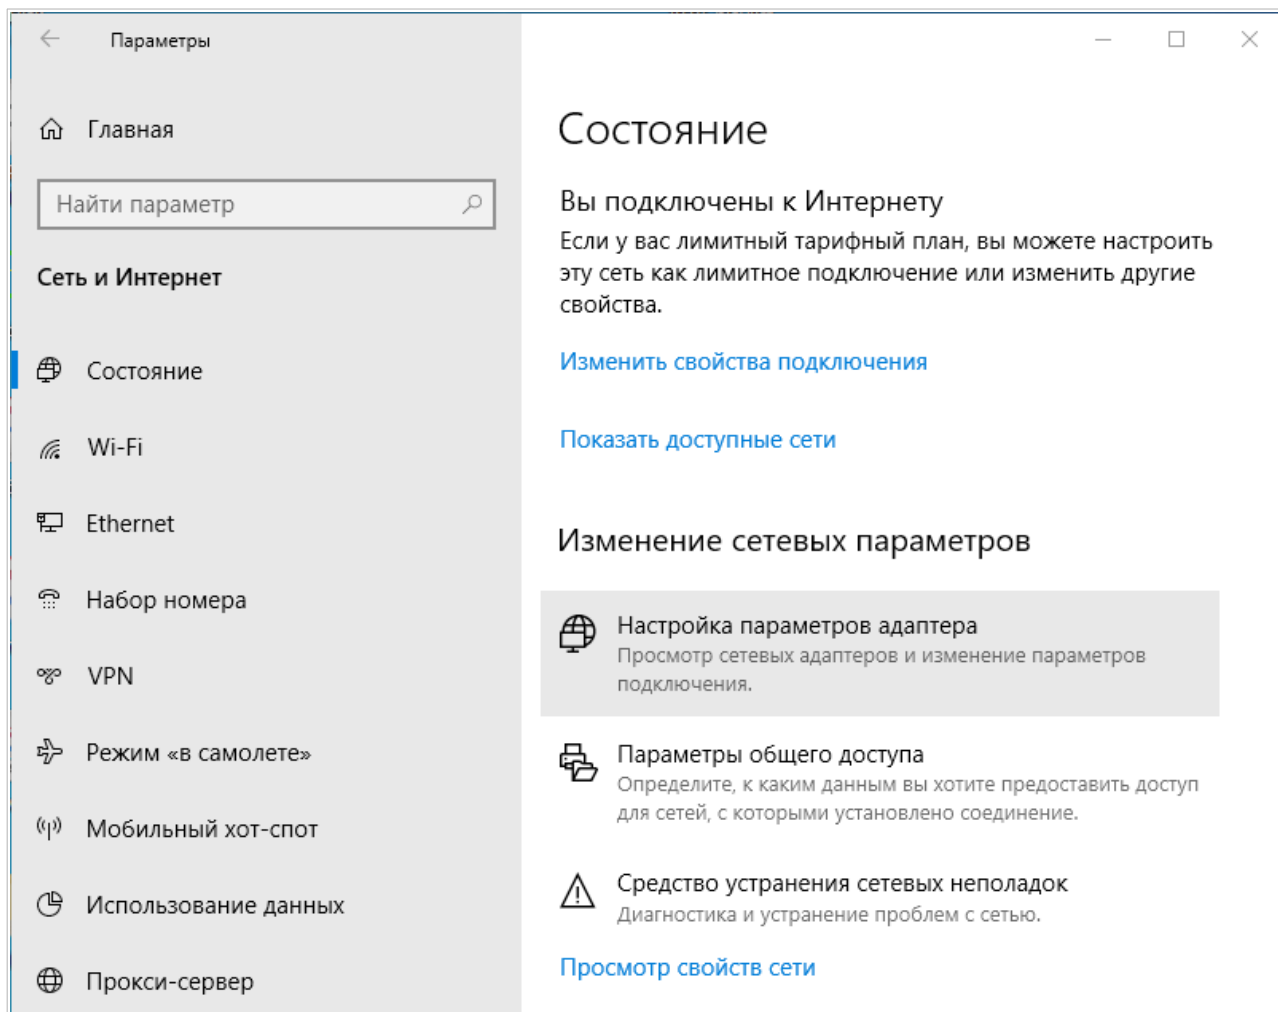 Параметры
Главная
Найти параметр
Сеть и Интернет
Состояние
Wi-Fi
Ethernet
Набор номера
VPN
Режим «в самолете»
Мобильный хот-спот
Использование данных
Прокси-сервер
Состояние
Вы подключены к Интернету
Если у вас лимитный тарифный план, вы можете настроить
эту сеть как лимитное подключение или изменить другие
свойства.
Изменить свойства подключения
Показать доступные сети
Изменение сетевых параметров
Настройка параметров адаптера
Просмотр сетевых адаптеров и изменение параметров
подключения.
Параметры общего доступа
Определите, к каким данным вы хотите предоставить доступ
для сетей, с которыми установлено соединение.
Средство устранения сетевых неполадок
Диагностика и устранение проблем с сетью.
Просмотр свойств сети